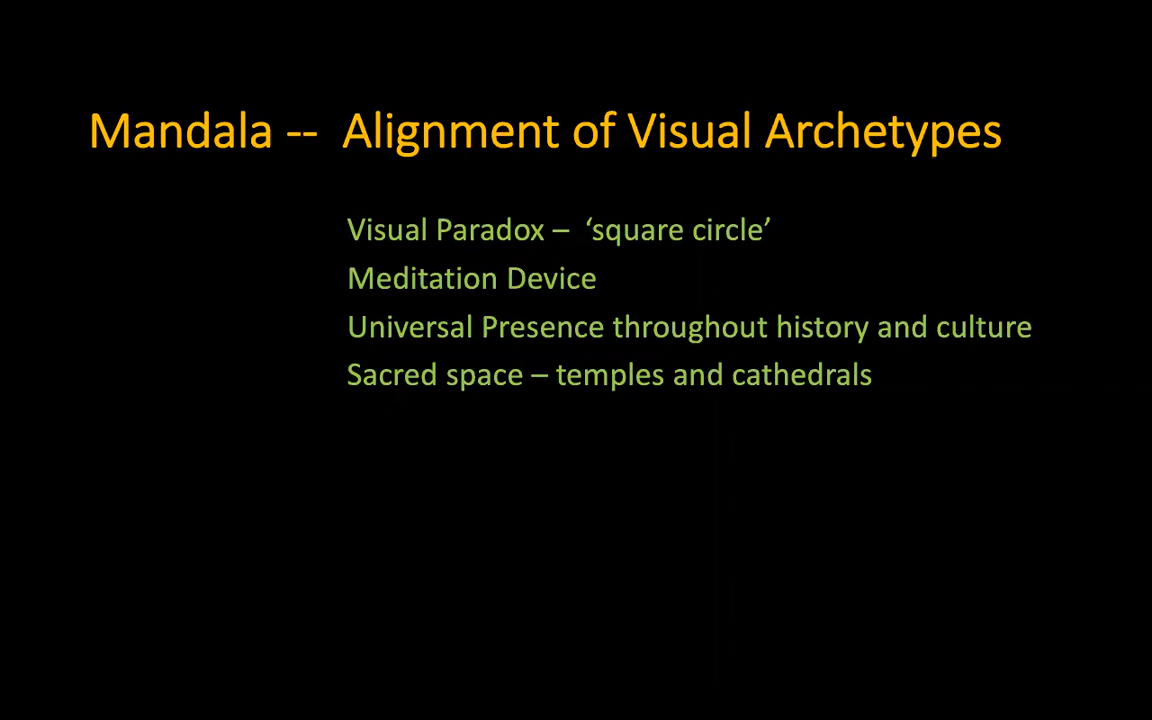 Mandala --  Alignment of Visual Archetypes
Visual Paradox –  ‘square circle’
Meditation Device
Universal Presence throughout history and culture
Sacred space – temples and cathedrals